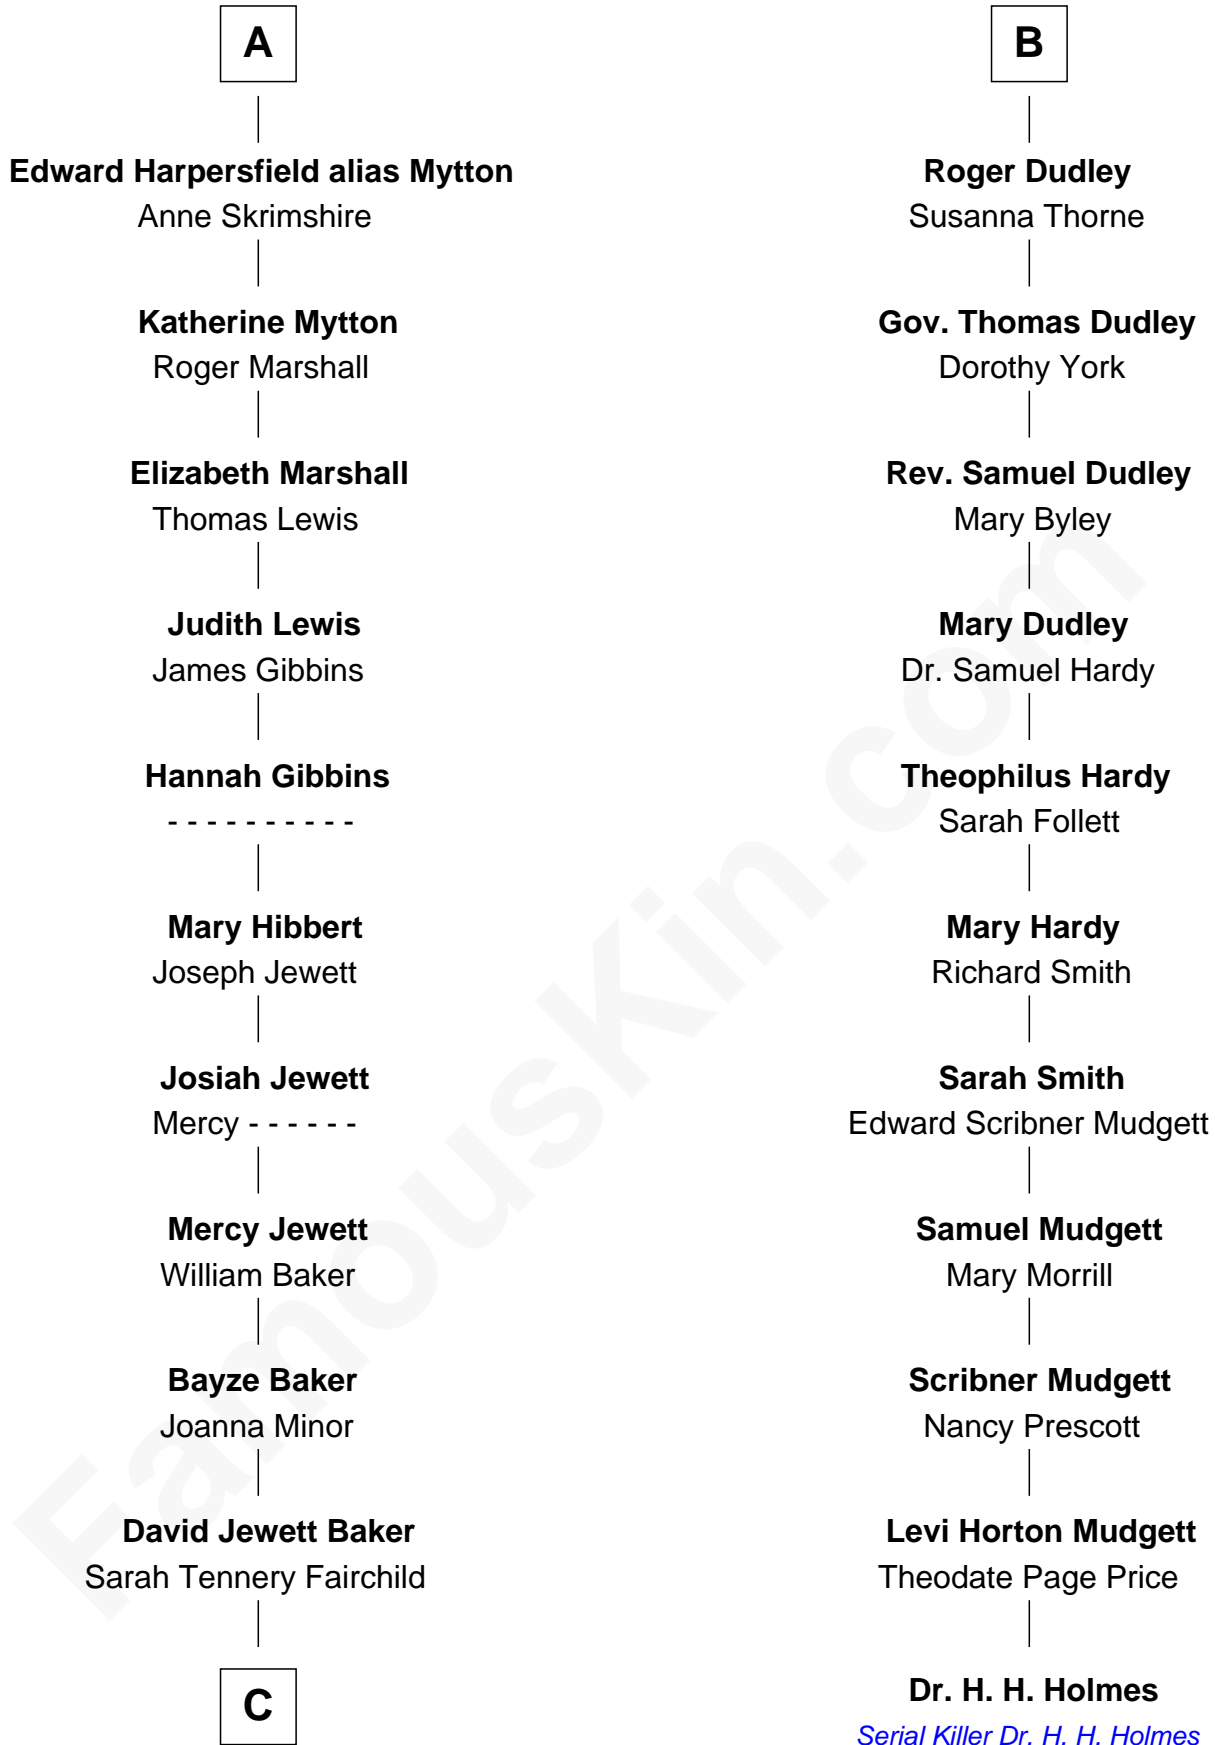 A
Edward Harpersfield alias Mytton
Anne Skrimshire
Katherine Mytton
Roger Marshall
Elizabeth Marshall
Thomas Lewis
Judith Lewis
James Gibbins
Hannah Gibbins
- - - - - - - - - -
Mary Hibbert
Joseph Jewett
Josiah Jewett
Mercy - - - - - -
Mercy Jewett
William Baker
Bayze Baker
Joanna Minor
David Jewett Baker
Sarah Tennery Fairchild
C
B
Roger Dudley
Susanna Thorne
Gov. Thomas Dudley
Dorothy York
Rev. Samuel Dudley
Mary Byley
Mary Dudley
Dr. Samuel Hardy
Theophilus Hardy
Sarah Follett
Mary Hardy
Richard Smith
Sarah Smith
Edward Scribner Mudgett
Samuel Mudgett
Mary Morrill
Scribner Mudgett
Nancy Prescott
Levi Horton Mudgett
Theodate Page Price
Dr. H. H. Holmes
Serial Killer Dr. H. H. Holmes
FamousKin.com